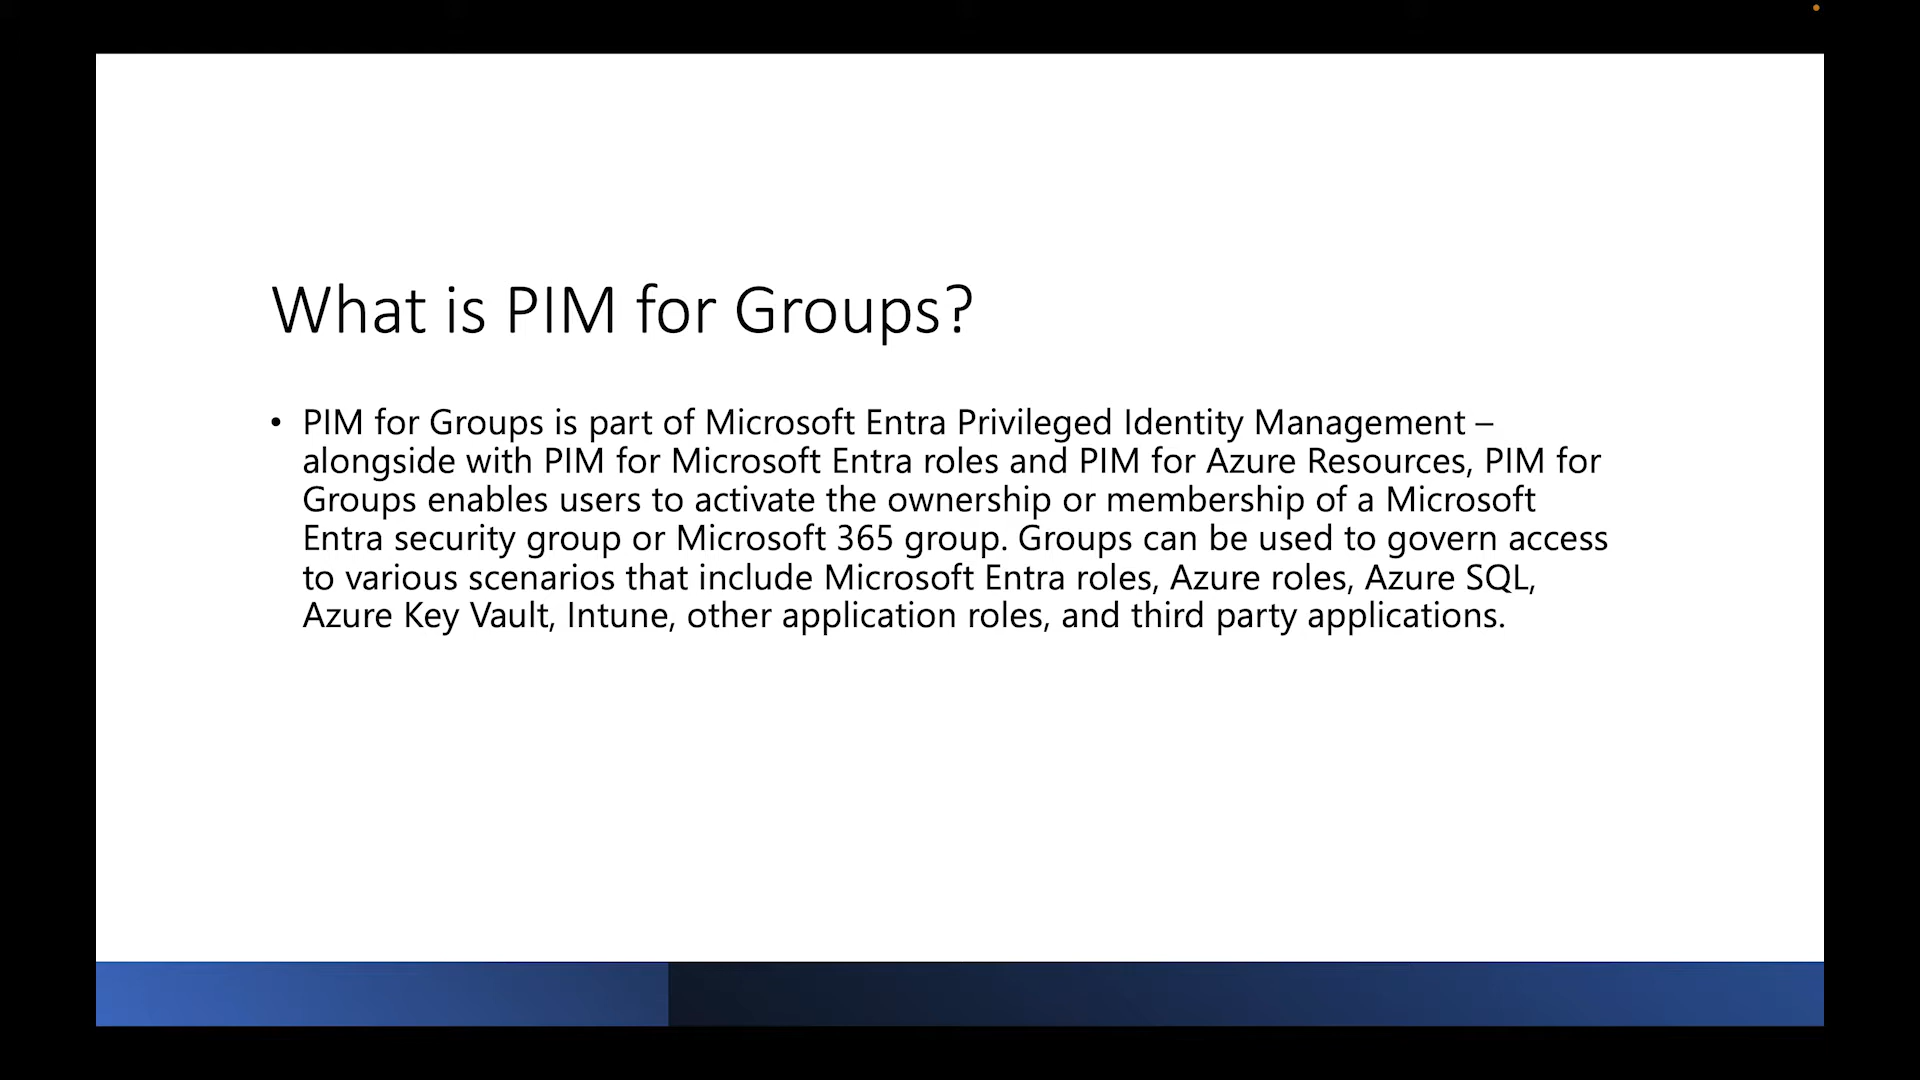 What is PIM for Groups?
• PIM for Groups is part of Microsoft Entra Privileged Identity Management –
alongside with PIM for Microsoft Entra roles and PIM for Azure Resources, PIM for
Groups enables users to activate the ownership or membership of a Microsoft
Entra security group or Microsoft 365 group. Groups can be used to govern access
to various scenarios that include Microsoft Entra roles, Azure roles, Azure SQL,
Azure Key Vault, Intune, other application roles, and third party applications.